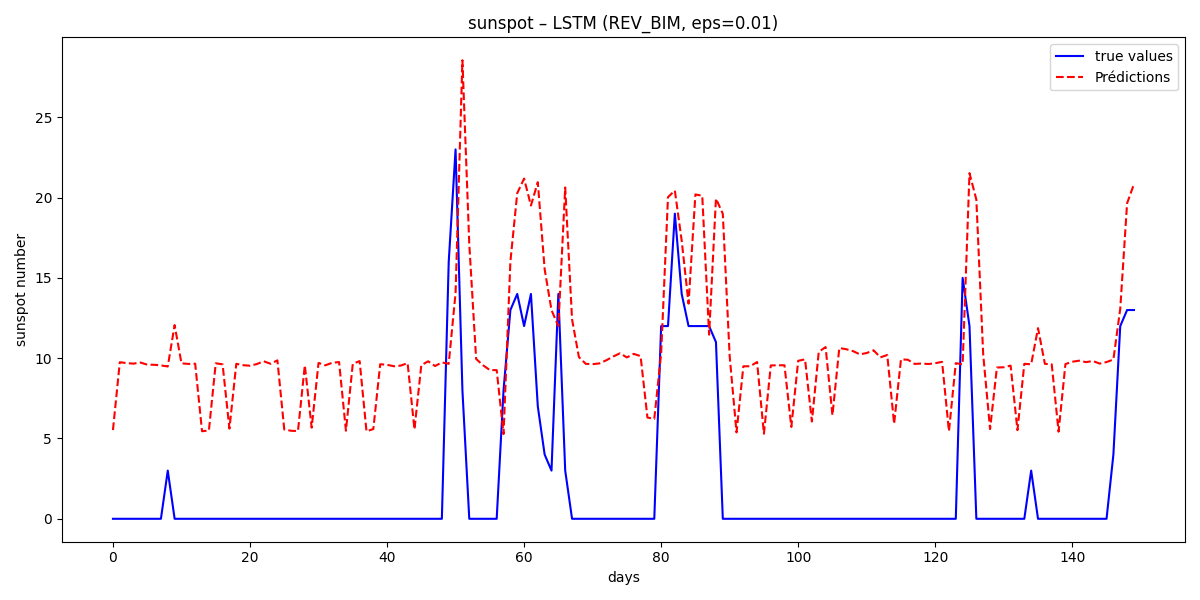 sunspot – LSTM (REV_BIM, eps=0.01)
true values
Prédictions
sunspot number
25
20
15
10
5
0
0 20 40 60 80 100 120 140
days